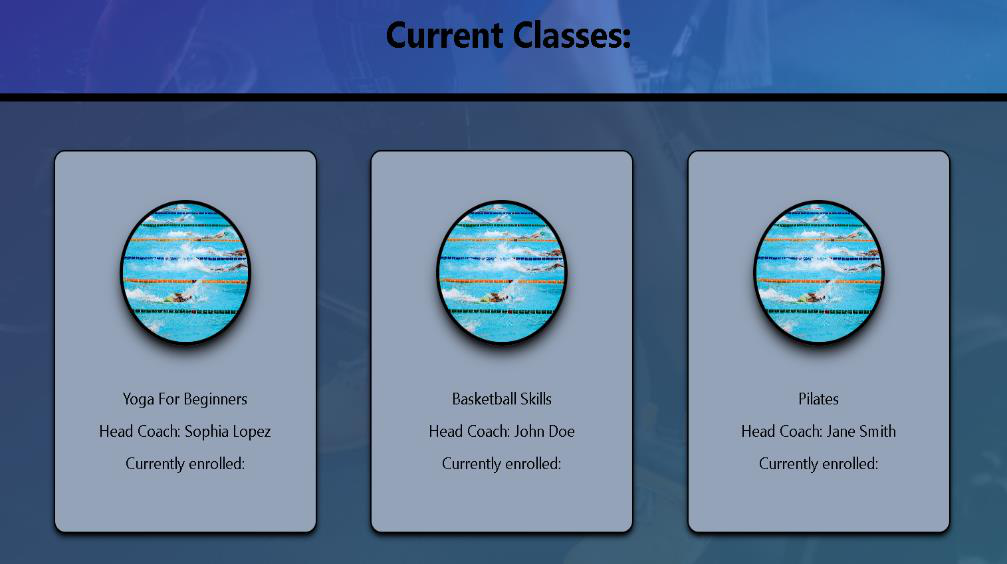 Current Classes:
Yoga For Beginners
Head Coach: Sophia Lopez
Currently enrolled:
Basketball Skills
Head Coach: John Doe
Currently enrolled:
Pilates
Head Coach: Jane Smith
Currently enrolled: